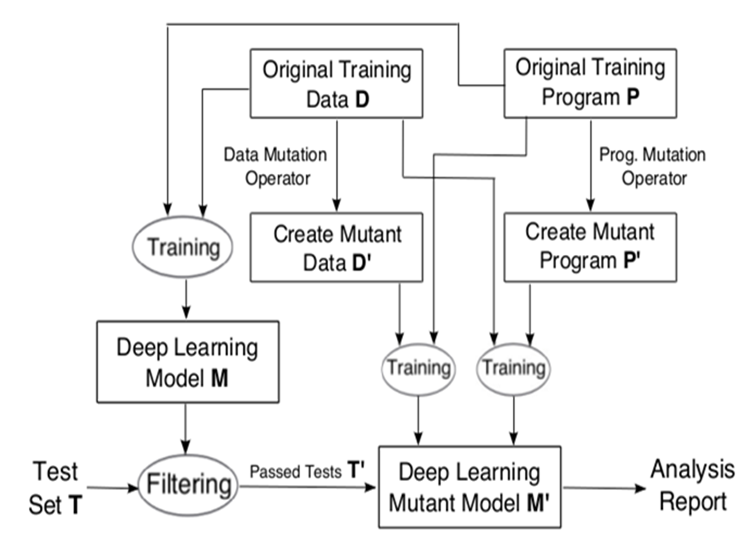 Original Training
Data D
Original Training
Program P
Data Mutation
Operator
Prog. Mutation
Operator
Training
Create Mutant
Data D'
Create Mutant
Program P'
Deep Learning
Model M
Training
Training
Test
Set T
Filtering
Passed Tests T'
Deep Learning
Mutant Model M'
Analysis
Report